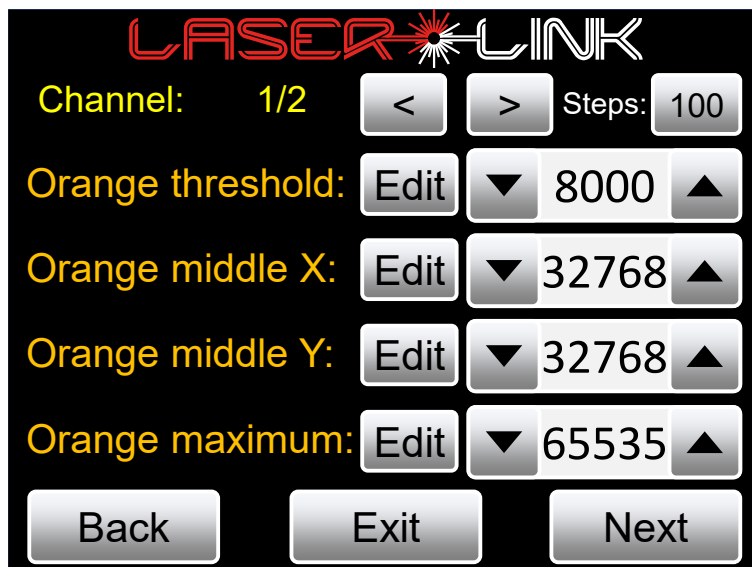 LASER LINK
Channel: 1/2 < > Steps: 100
Orange threshold: Edit ▼ 8000 ▲
Orange middle X: Edit ▼ 32768 ▲
Orange middle Y: Edit ▼ 32768 ▲
Orange maximum: Edit ▼ 65535 ▲
Back Exit Next